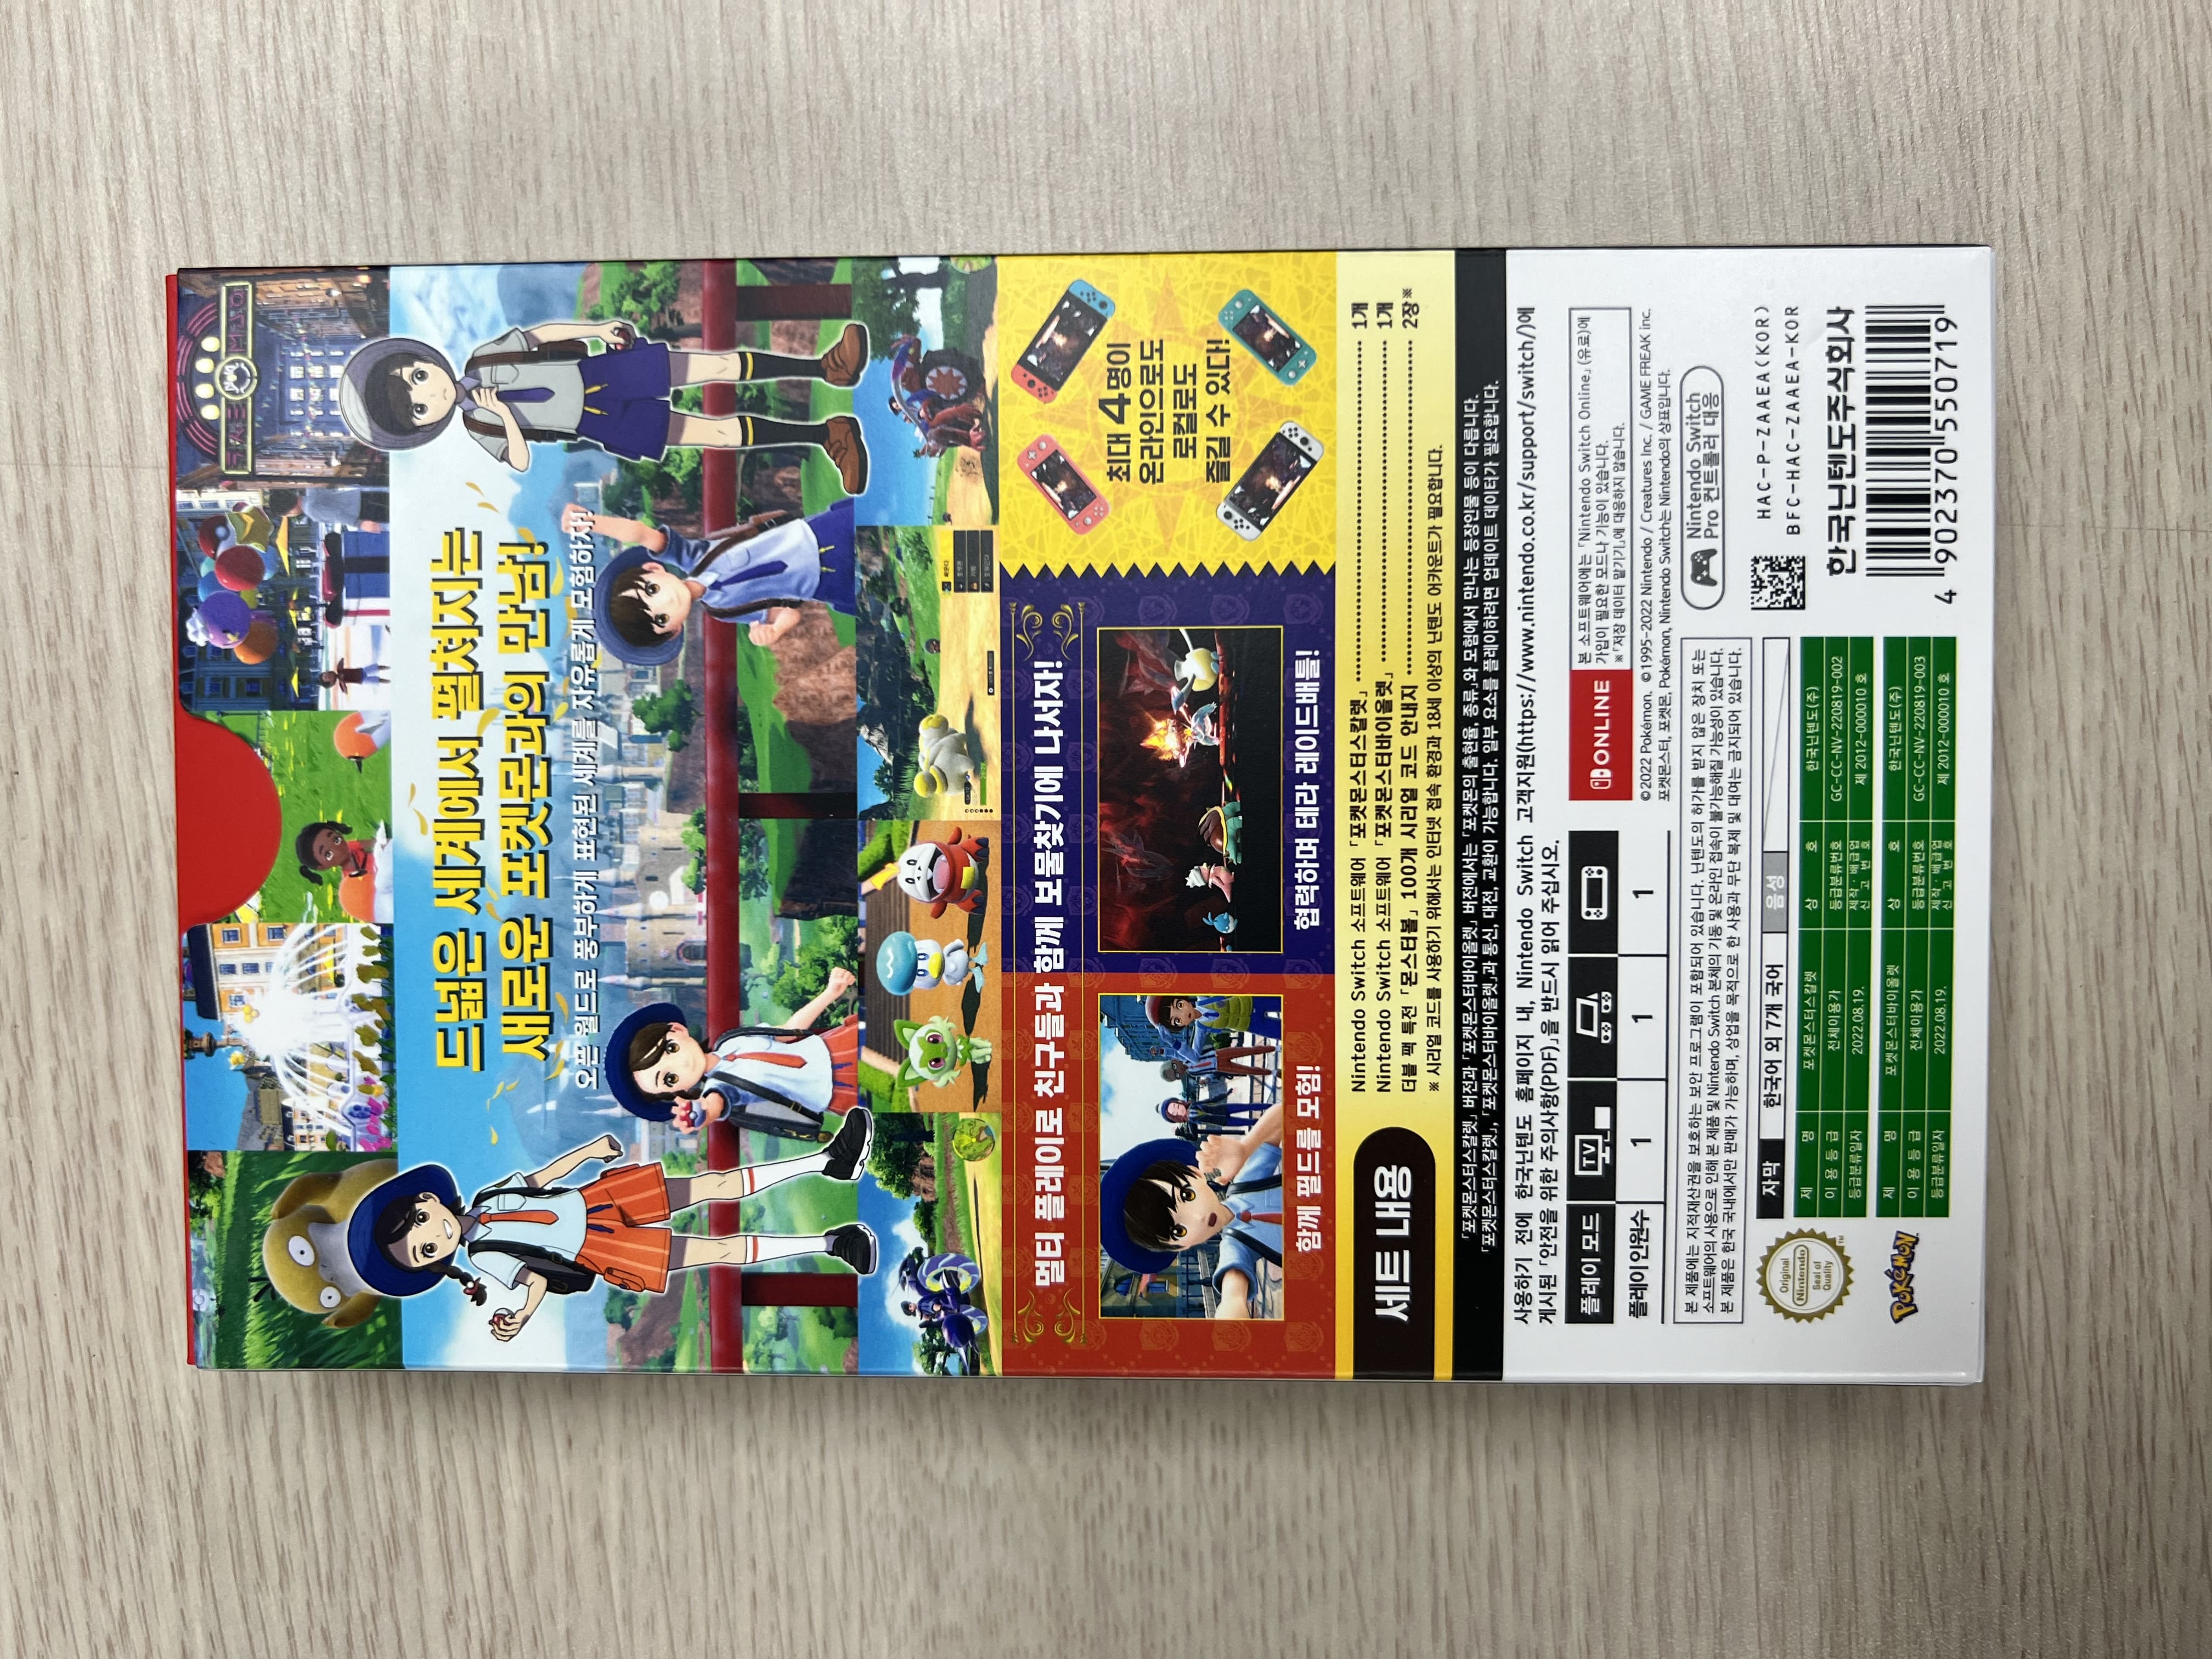 드넓은 세계에서 펼쳐지는
새로운 포켓몬과의 만남!
오픈 월드로 풍부하게 표현된 세계를 자유롭게 모험하자!
멀티 플레이로 친구들과 함께 보물찾기에 나서자!
최대 4명이
온라인으로도
로컬로도
즐길 수 있다!
함께 필드를 모험!
협력하며 테라 레이드배틀!
세트 내용
Nintendo Switch 소프트웨어 「포켓몬스터스칼렛」 1개
Nintendo Switch 소프트웨어 「포켓몬스터바이올렛」 1개
더블 팩 특전 「몬스터볼」 100개 시리얼 코드 안내지 2장※
※ 시리얼 코드를 사용하기 위해서는 인터넷 접속 환경과 18세 이상의 닌텐도 어카운트가 필요합니다.
「포켓몬스터스칼렛」 버전과 「포켓몬스터바이올렛」 버전에서는 「포켓몬의 출현율, 종류」와 모험에서 만나는 등장인물 등이 다릅니다.
「포켓몬스터스칼렛」, 「포켓몬스터바이올렛」과 통신, 대전, 교환이 가능합니다. 일부 요소를 플레이하려면 업데이트 데이터가 필요합니다.
사용하기 전에 한국닌텐도 홈페이지 내, Nintendo Switch 고객지원(https://www.nintendo.co.kr/support/switch/)에
게시된 「안전을 위한 주의사항(PDF)」을 반드시 읽어 주십시오.
플레이 모드 TV
플레이 인원수 1 1 1
ONLINE
본 소프트웨어에는 「Nintendo Switch Online」(유료)에
가입이 필요한 모드나 기능이 있습니다.
※「저장 데이터 맡기기」에 대응하지 않습니다.
©2022 Pokémon. ©1995-2022 Nintendo / Creatures Inc. / GAME FREAK inc.
포켓몬스터, 포켓몬, Pokémon, Nintendo Switch는 Nintendo의 상표입니다.
본 제품에는 지적재산권을 보호하는 보안 프로그램이 포함되어 있습니다. 닌텐도의 허가를 받지 않은 장치 또는
소프트웨어의 사용으로 인해 본 제품 및 Nintendo Switch 본체의 기동 및 온라인 접속이 불가능해질 가능성이 있습니다.
본 제품은 한국 국내에서만 판매가 가능하며, 상업을 목적으로 한 사용과 무단 복제 및 대여는 금지되어 있습니다.
Nintendo Switch
Pro 컨트롤러 대응
자막 한국어 외 7개 국어 음성
HAC-P-ZAAEA(KOR)
BFC-HAC-ZAAEA-KOR
Original
Nintendo
Seal of
Quality
TM
제 명 포켓몬스터스칼렛 상 호 한국닌텐도(주)
이 용 등 급 전체이용가 등급분류번호 GC-CC-NV-220819-002
등급분류일자 2022.08.19. 제작·배급업 신고번호 제 2012-000010 호
한국닌텐도주식회사
POKéMON
제 명 포켓몬스터바이올렛 상 호 한국닌텐도(주)
이 용 등 급 전체이용가 등급분류번호 GC-CC-NV-220819-003
등급분류일자 2022.08.19. 제작·배급업 신고번호 제 2012-000010 호
4 902370 550719